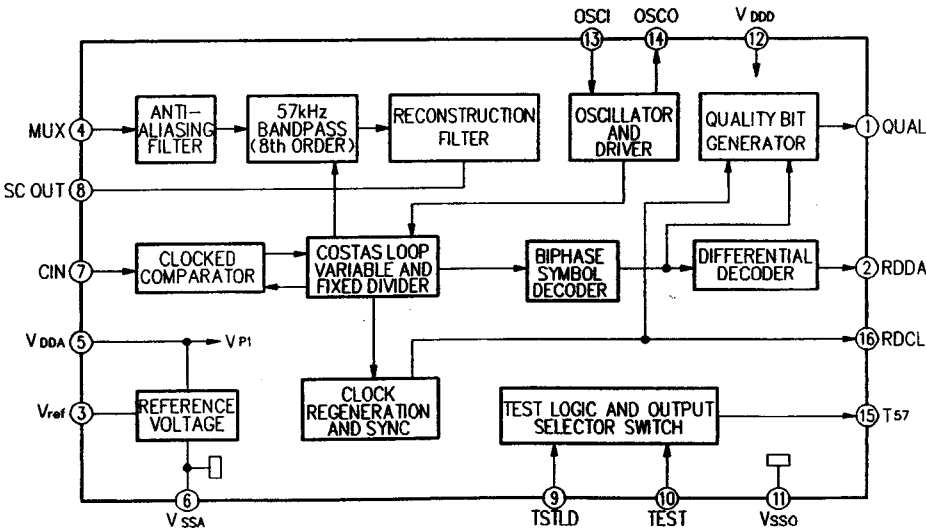 OSCI OSCO V DDD
13 14 12
MUX 4
ANTI-
ALIASING
FILTER
57kHz
BANDPASS
(8th ORDER)
RECONSTRUCTION
FILTER
OSCILLATOR
AND
DRIVER
QUALITY BIT
GENERATOR
1 QUAL
SC OUT 8
CIN 7
CLOCKED
COMPARATOR
COSTAS LOOP
VARIABLE AND
FIXED DIVIDER
BIPHASE
SYMBOL
DECODER
DIFFERENTIAL
DECODER
2 RDDA
V DDA 5
V P1
16 RDCL
Vref 3
REFERENCE
VOLTAGE
CLOCK
REGENERATION
AND SYNC
TEST LOGIC AND OUTPUT
SELECTOR SWITCH
15 T57
6 9 10 11
V SSA TSTLD TEST VSSO